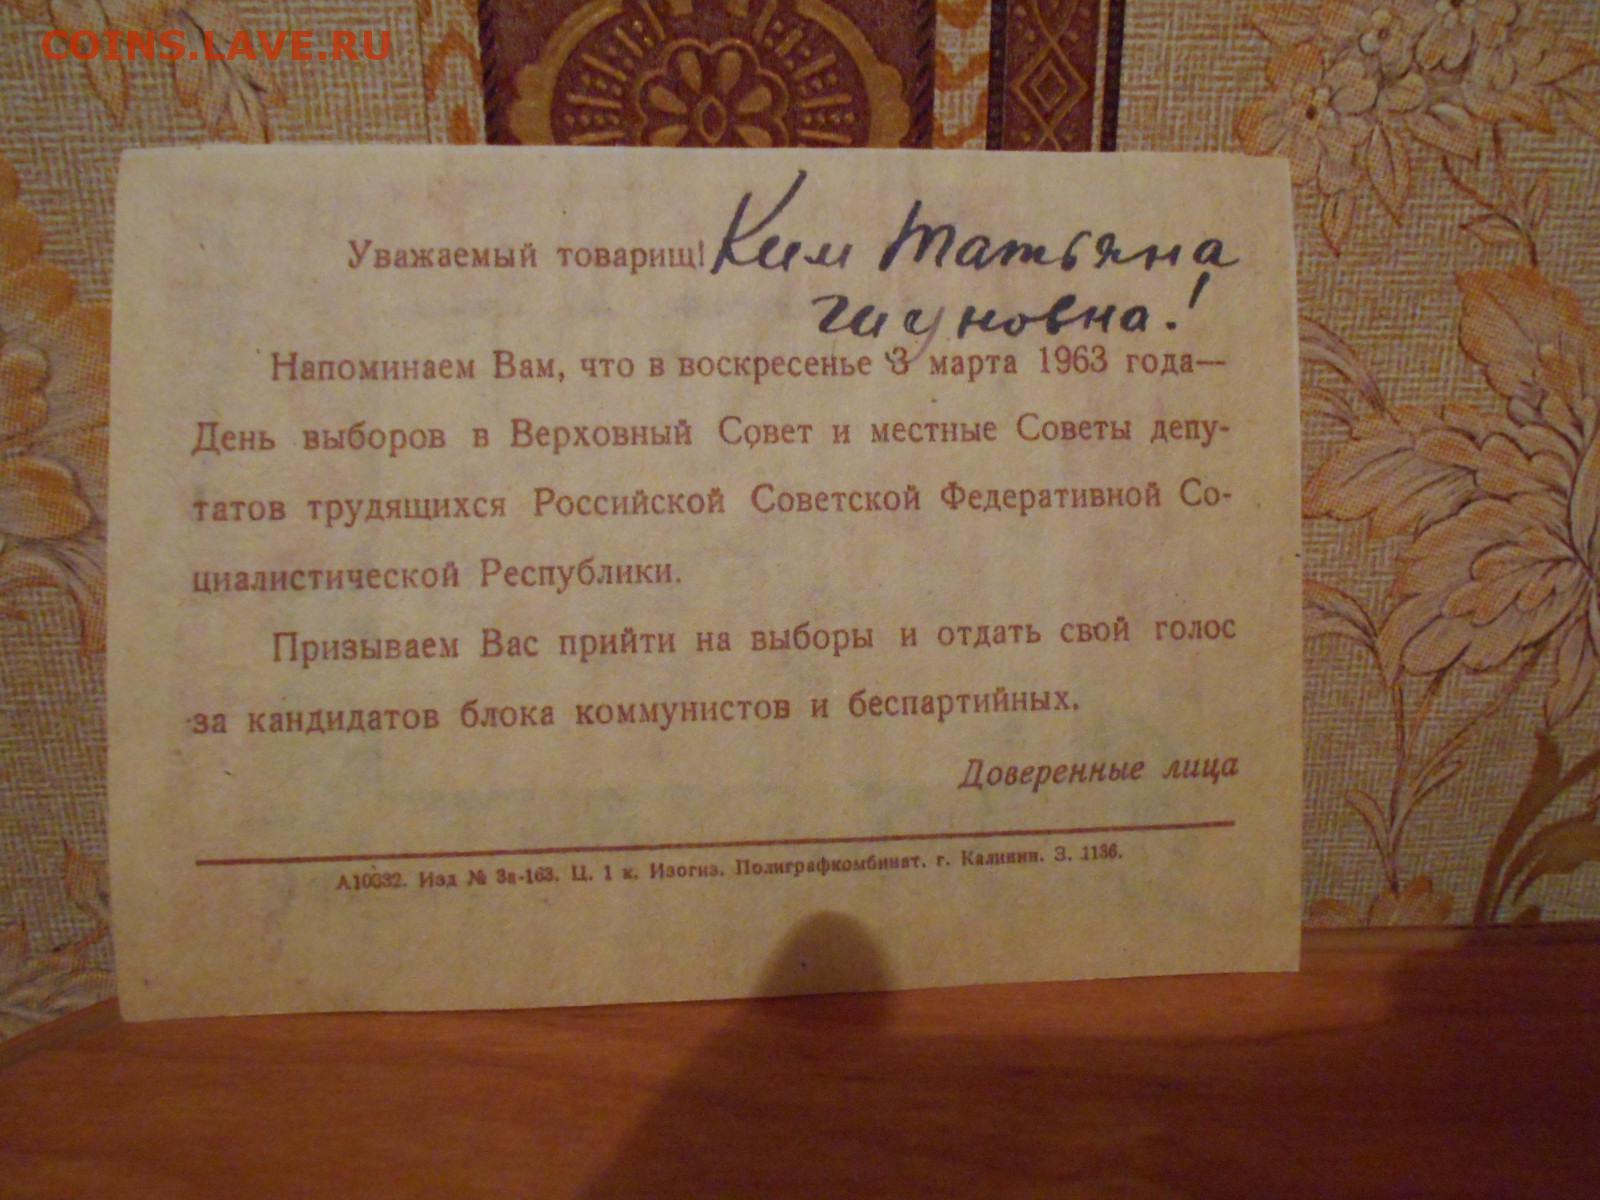 COINS.LAVE.RU
Уважаемый товарищ! Ким Татьяна
Напоминаем Вам, что в воскресенье 3 марта 1963 года—
День выборов в Верховный Совет и местные Советы депу-
татов трудящихся Российской Советской Федеративной Со-
циалистической Республики.
Призываем Вас прийти на выборы и отдать свой голос
за кандидатов блока коммунистов и беспартийных.
Доверенные лица
А10332. Изд № 3а-163. Ц. 1 к. Изогиз. Полиграфкомбинат. г. Калинин. З. 1136.